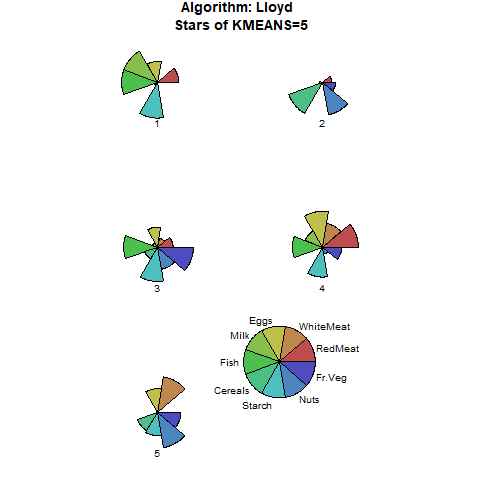 Algorithm: Lloyd
Stars of KMEANS=5
1
2
3
4
Eggs
WhiteMeat
Milk
RedMeat
Fish
Fr.Veg
Cereals
Nuts
Starch
5